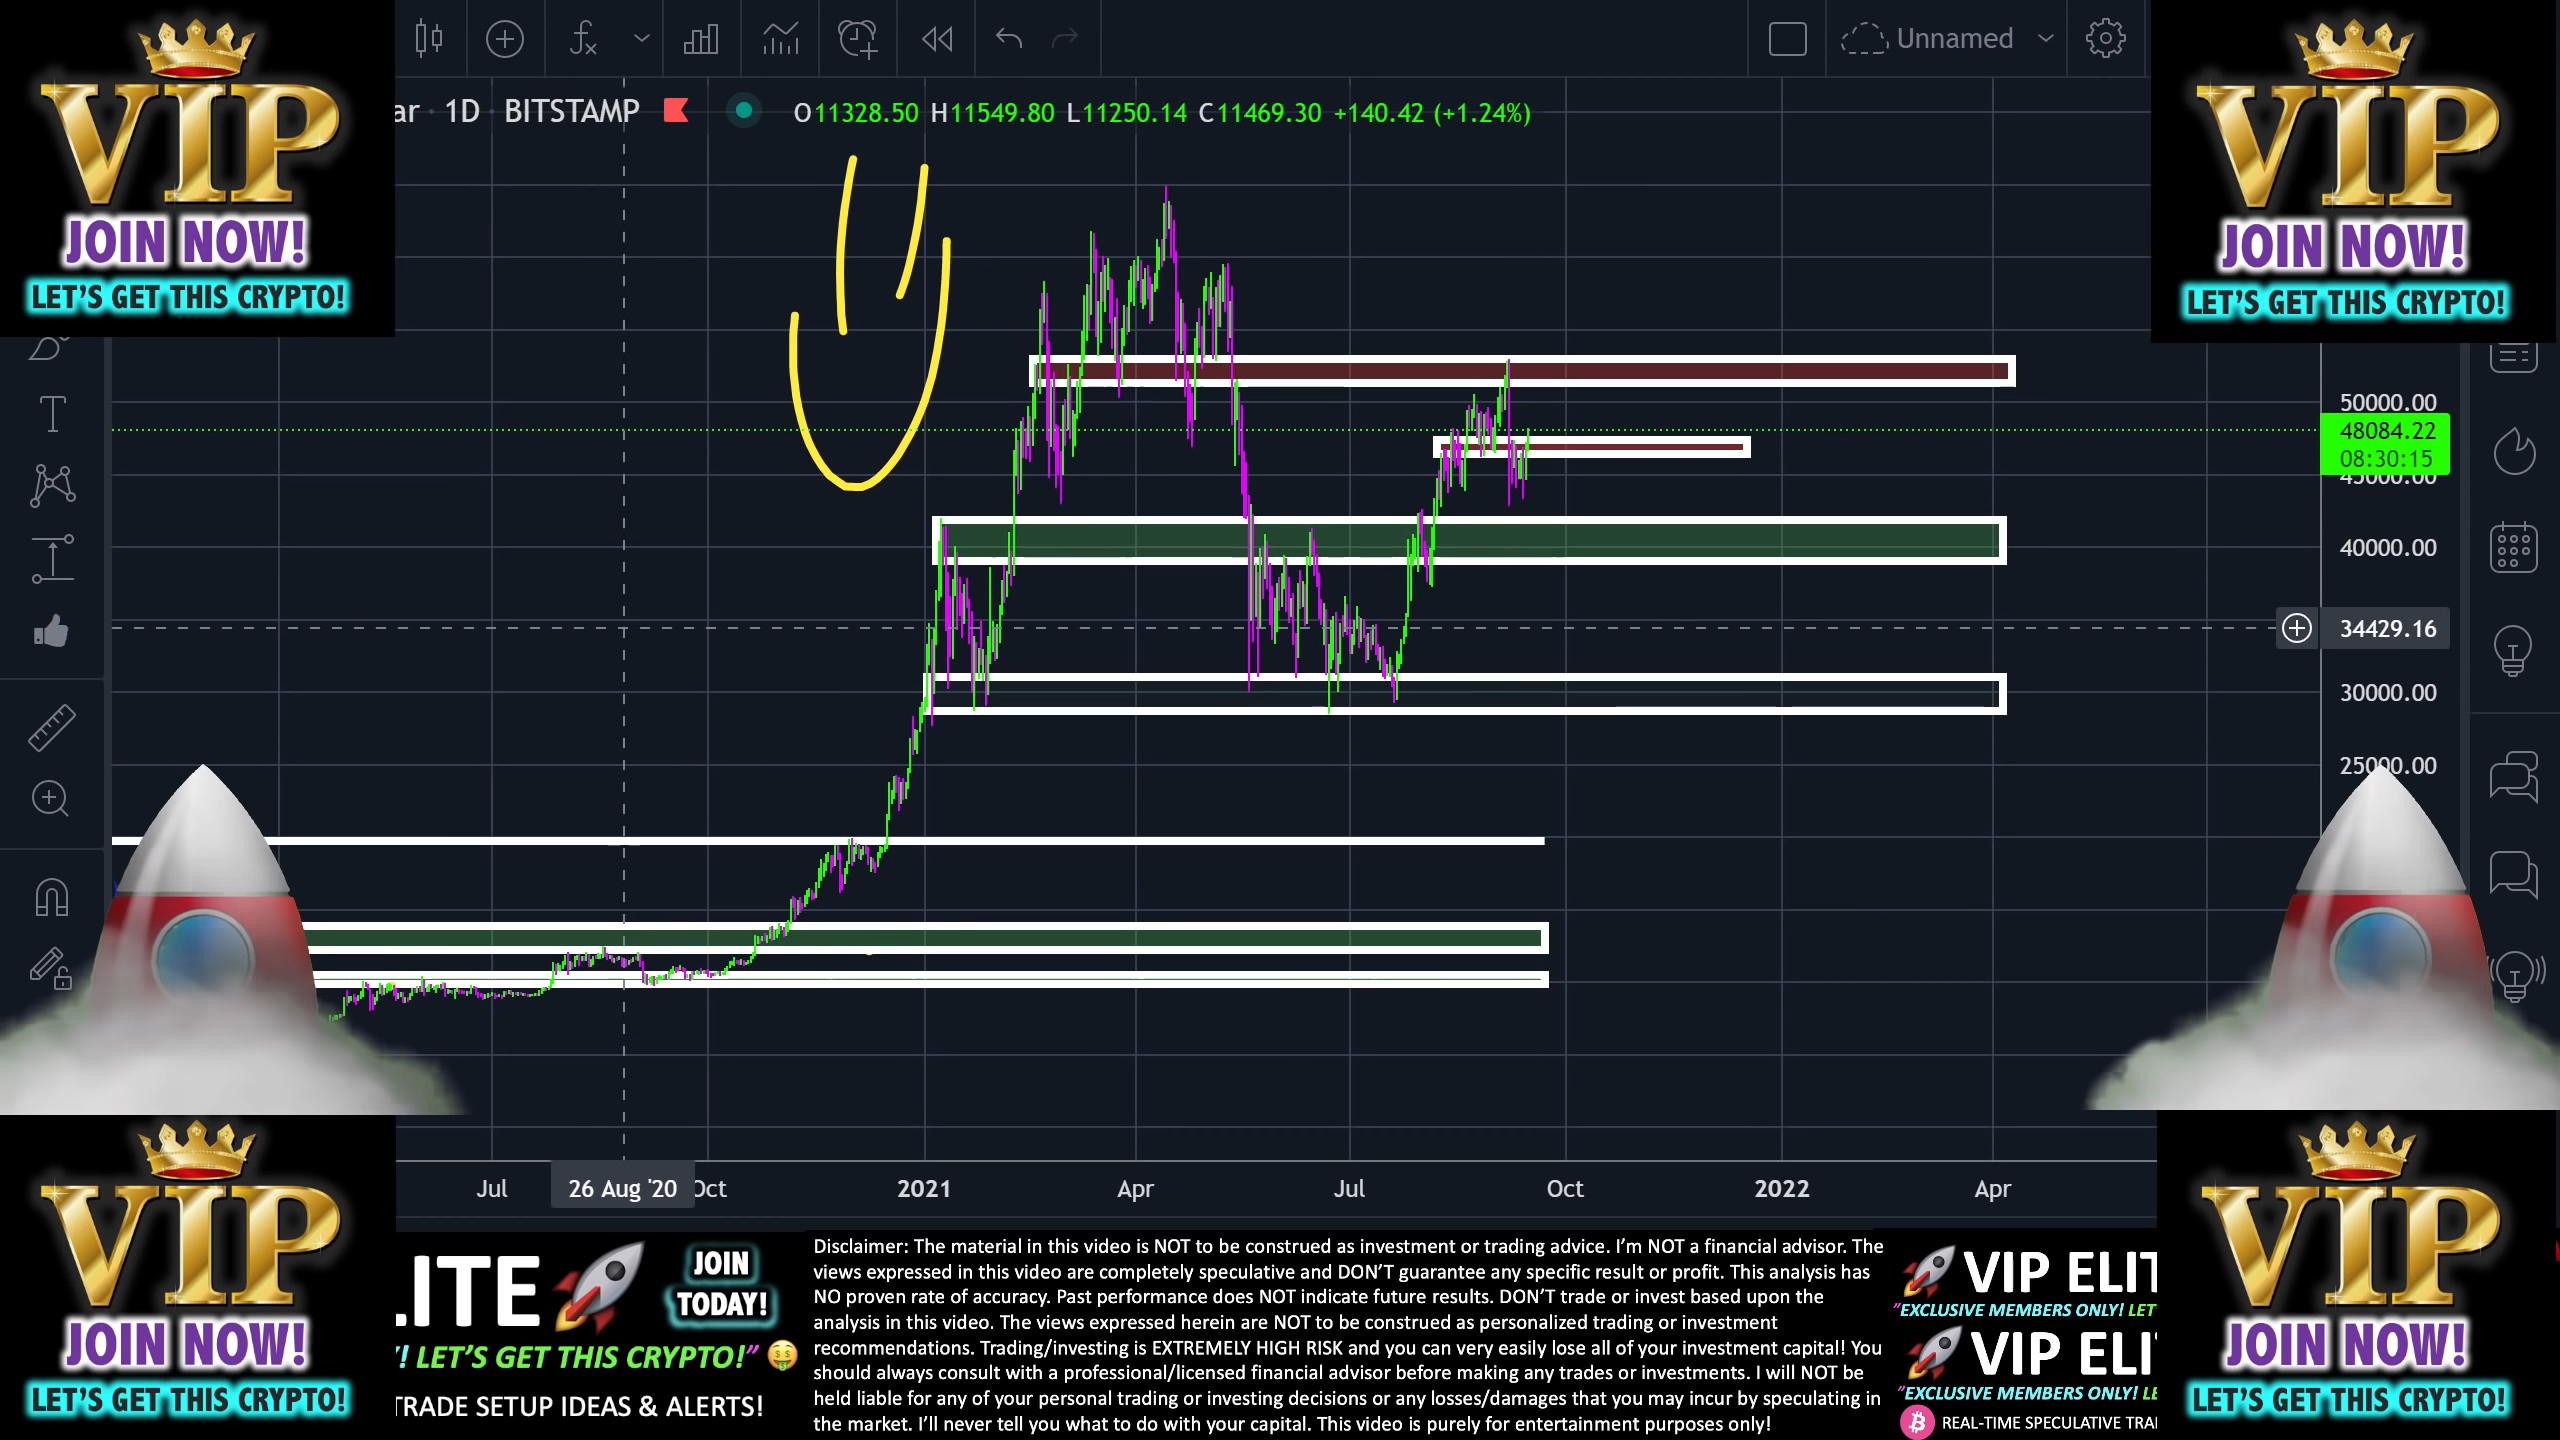 VIP
JOIN NOW!
LET'S GET THIS CRYPTO!
Unnamed
VIP
JOIN NOW!
LET'S GET THIS CRYPTO!
ar · 1D · BITSTAMP O11328.50 H11549.80 L11250.14 C11469.30 +140.42 (+1.24%)
50000.00
48084.22
08:30:15
45000.00
40000.00
34429.16
30000.00
25000.00
Jul 26 Aug '20 Oct 2021 Apr Jul Oct 2022 Apr
VIP
JOIN NOW!
LET'S GET THIS CRYPTO!
LITE
JOIN
TODAY!
! LET'S GET THIS CRYPTO!"
TRADE SETUP IDEAS & ALERTS!
Disclaimer: The material in this video is NOT to be construed as investment or trading advice. I'm NOT a financial advisor. The
views expressed in this video are completely speculative and DON'T guarantee any specific result or profit. This analysis has
NO proven rate of accuracy. Past performance does NOT indicate future results. DON'T trade or invest based upon the
analysis in this video. The views expressed herein are NOT to be construed as personalized trading or investment
recommendations. Trading/investing is EXTREMELY HIGH RISK and you can very easily lose all of your investment capital! You
should always consult with a professional/licensed financial advisor before making any trades or investments. I will NOT be
held liable for any of your personal trading or investing decisions or any losses/damages that you may incur by speculating in
the market. I'll never tell you what to do with your capital. This video is purely for entertainment purposes only!
VIP ELIT
"EXCLUSIVE MEMBERS ONLY! LET
VIP ELI
"EXCLUSIVE MEMBERS ONLY! LE
REAL-TIME SPECULATIVE TRA
VIP
JOIN NOW!
LET'S GET THIS CRYPTO!